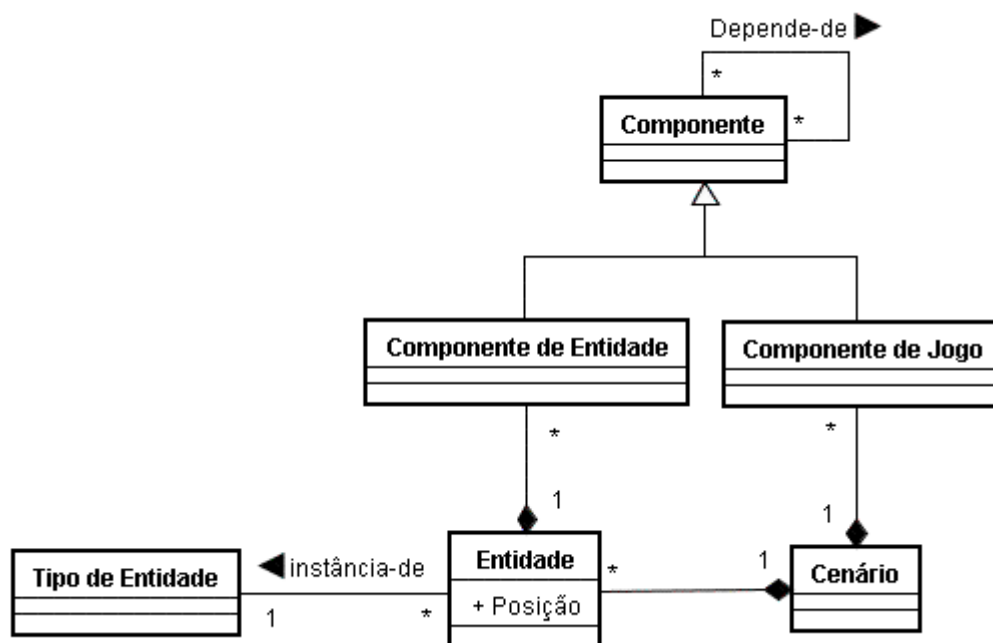 Depende-de
*
*
Componente
Componente de Entidade
Componente de Jogo
*
*
1
1
Tipo de Entidade
instância-de
1
*
Entidade
+ Posição
*
1
Cenário